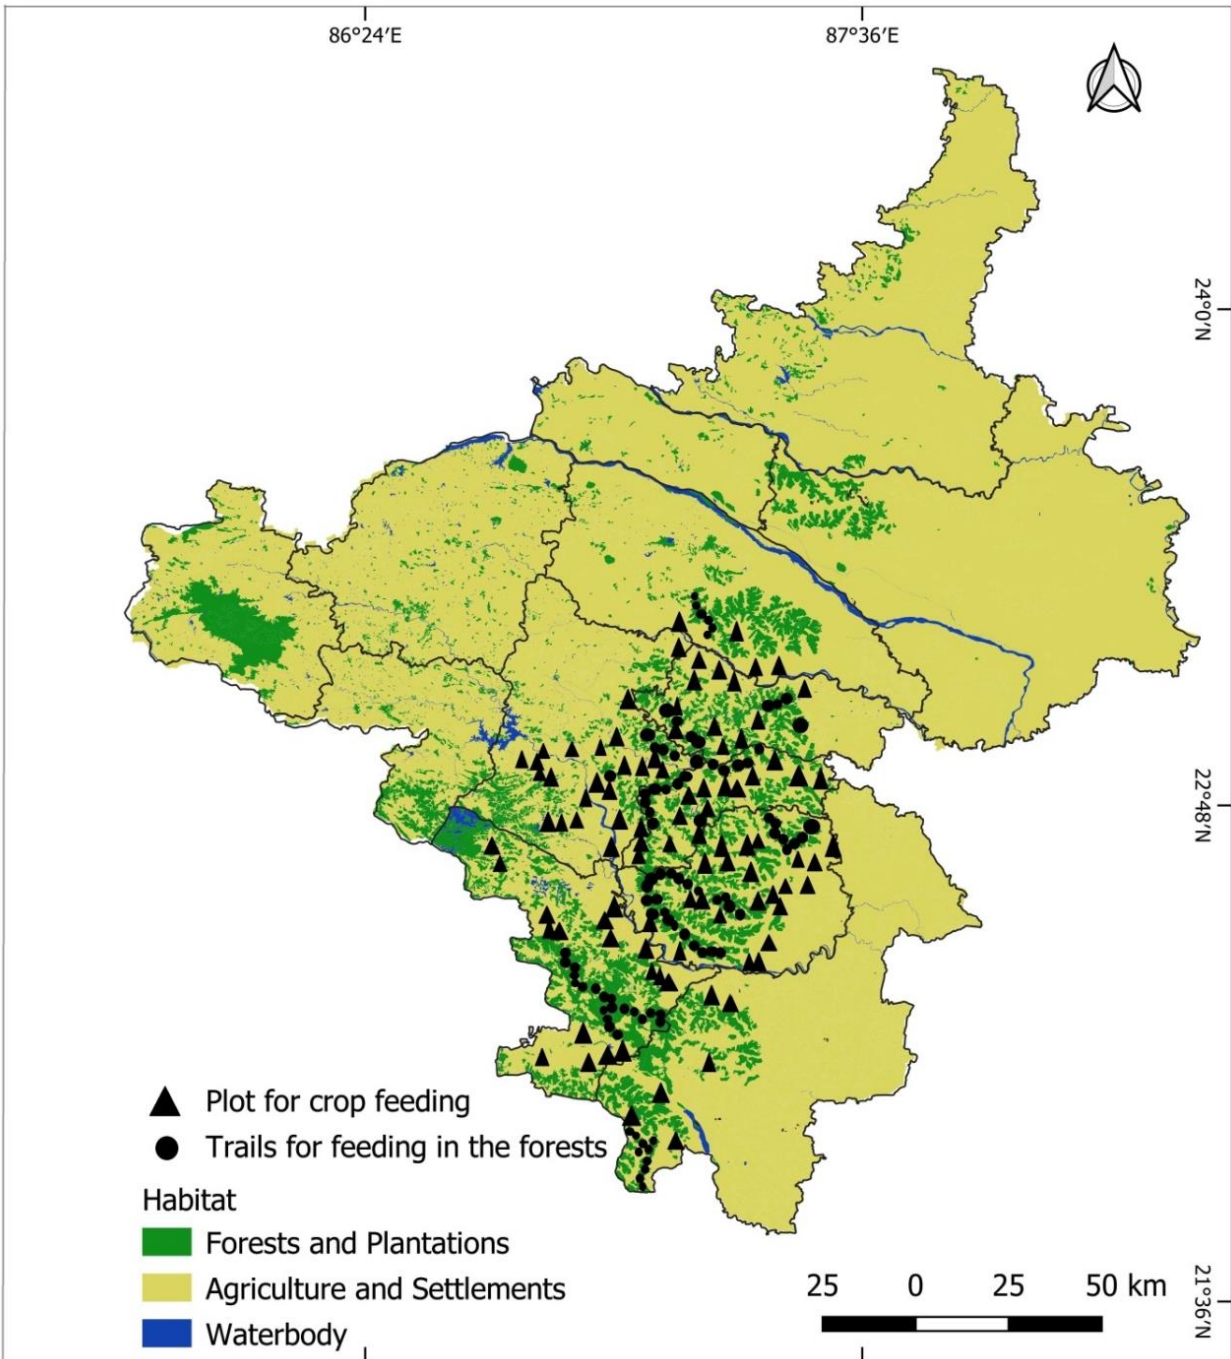 86°24′E
87°36′E
24°0′N
22°48′N
Plot for crop feeding
Trails for feeding in the forests
Habitat
Forests and Plantations
Agriculture and Settlements
Waterbody
25 0 25 50 km
21°36′N